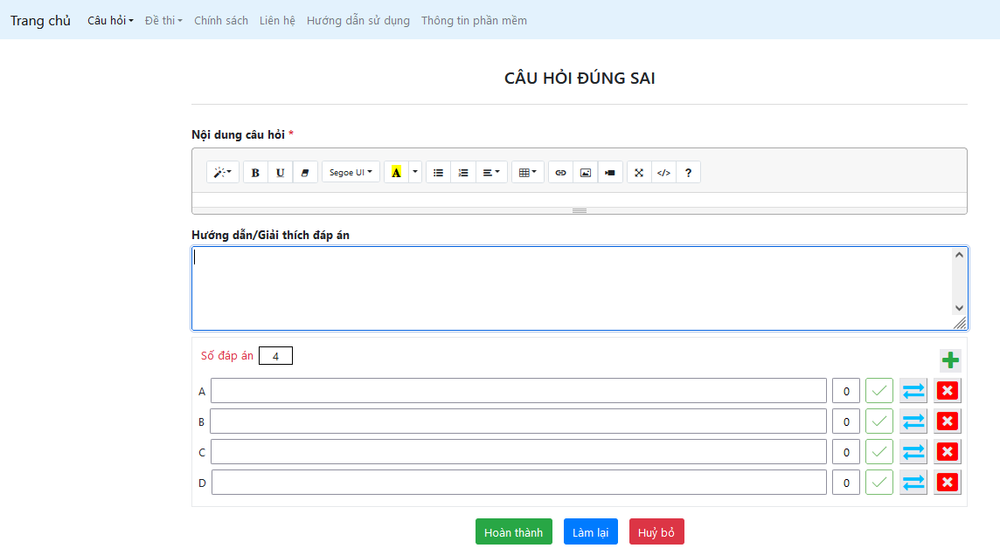 Trang chủ Câu hỏi Đề thi Chính sách Liên hệ Hướng dẫn sử dụng Thông tin phần mềm
CÂU HỎI ĐÚNG SAI
Nội dung câu hỏi *
B U Segoe UI A </> ?
Hướng dẫn/Giải thích đáp án
Số đáp án 4
A 0
B 0
C 0
D 0
Hoàn thành Làm lại Huỷ bỏ